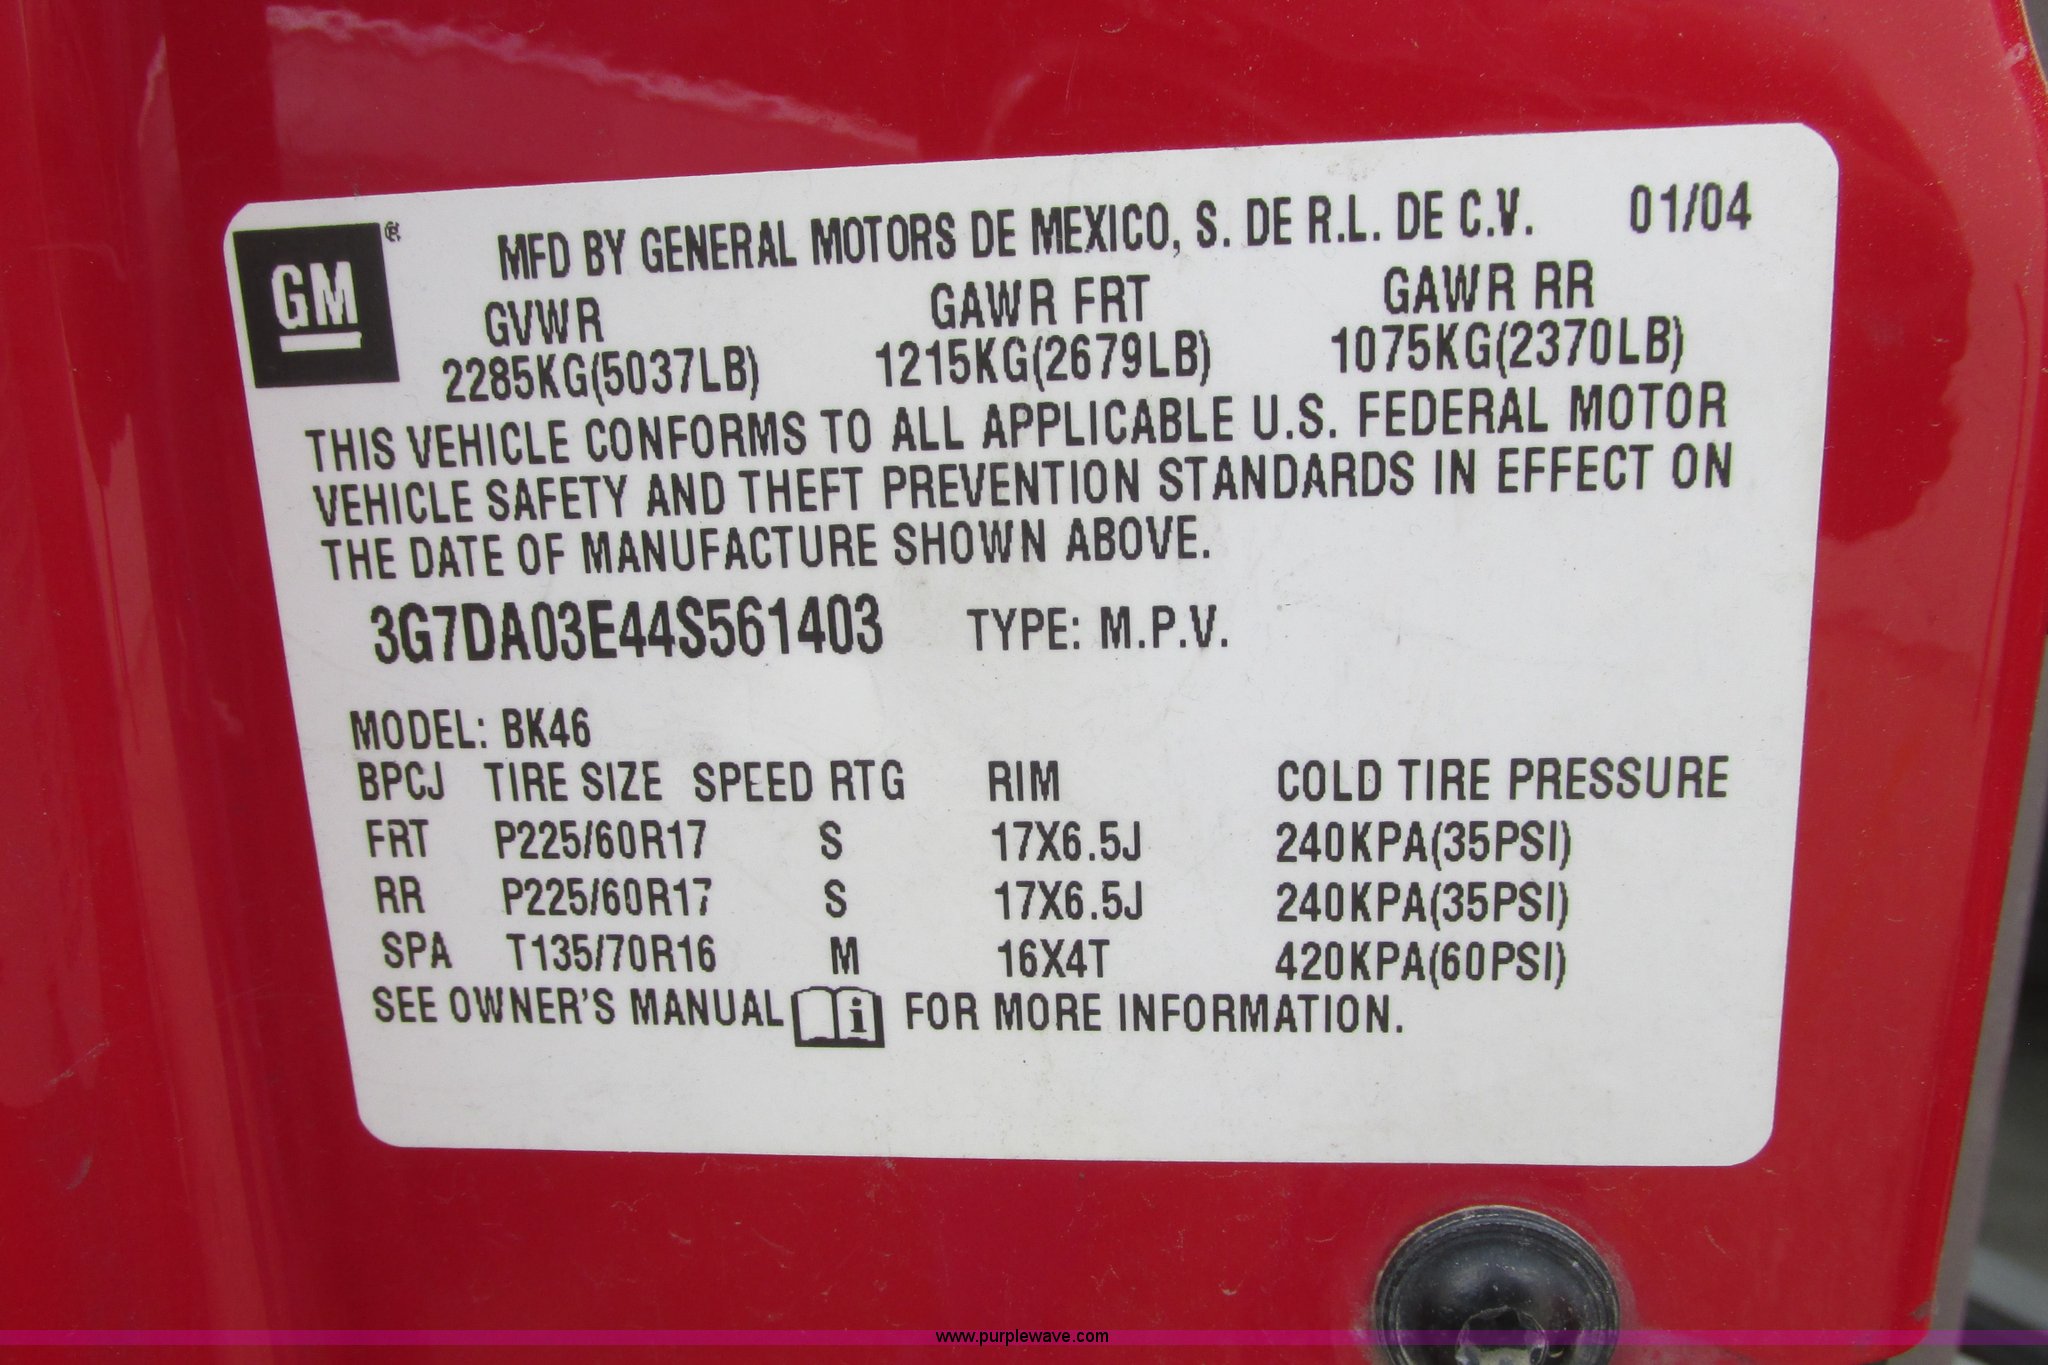 GM ®
MFD BY GENERAL MOTORS DE MEXICO, S. DE R.L. DE C.V. 01/04
GVWR GAWR FRT GAWR RR
2285KG(5037LB) 1215KG(2679LB) 1075KG(2370LB)
THIS VEHICLE CONFORMS TO ALL APPLICABLE U.S. FEDERAL MOTOR
VEHICLE SAFETY AND THEFT PREVENTION STANDARDS IN EFFECT ON
THE DATE OF MANUFACTURE SHOWN ABOVE.
3G7DA03E44S561403 TYPE: M.P.V.
MODEL: BK46
BPCJ TIRE SIZE SPEED RTG RIM COLD TIRE PRESSURE
FRT P225/60R17 S 17X6.5J 240KPA(35PSI)
RR P225/60R17 S 17X6.5J 240KPA(35PSI)
SPA T135/70R16 M 16X4T 420KPA(60PSI)
SEE OWNER'S MANUAL i FOR MORE INFORMATION.
www.purplewave.com